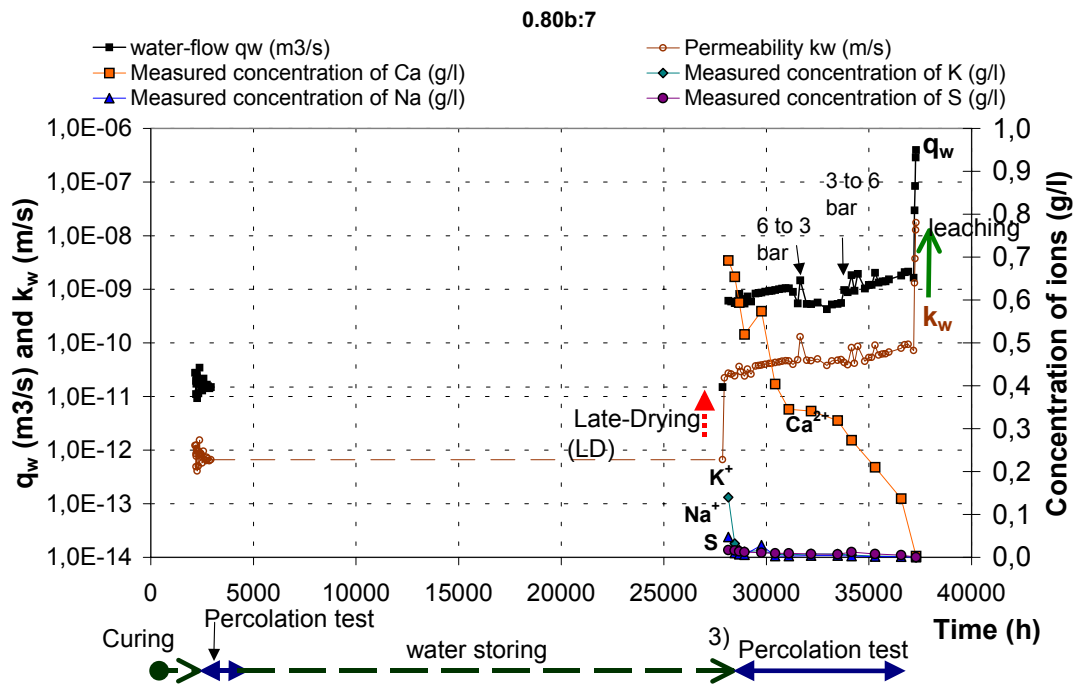 0.80b:7
water-flow qw (m3/s)
Permeability kw (m/s)
Measured concentration of Ca (g/l)
Measured concentration of K (g/l)
Measured concentration of Na (g/l)
Measured concentration of S (g/l)
q_w (m3/s) and k_w (m/s)
1,0E-06
1,0E-07
1,0E-08
1,0E-09
1,0E-10
1,0E-11
1,0E-12
1,0E-13
1,0E-14
1,0
0,9
0,8
0,7
0,6
0,5
0,4
0,3
0,2
0,1
0,0
Concentration of ions (g/l)
q_w
3 to 6
bar
6 to 3
bar
leaching
k_w
Late-Drying
(LD)
Ca²⁺
K⁺
Na⁺
S
0
5000
10000
15000
20000
25000
30000
35000
40000
Time (h)
Percolation test
Curing
water storing
3)
Percolation test